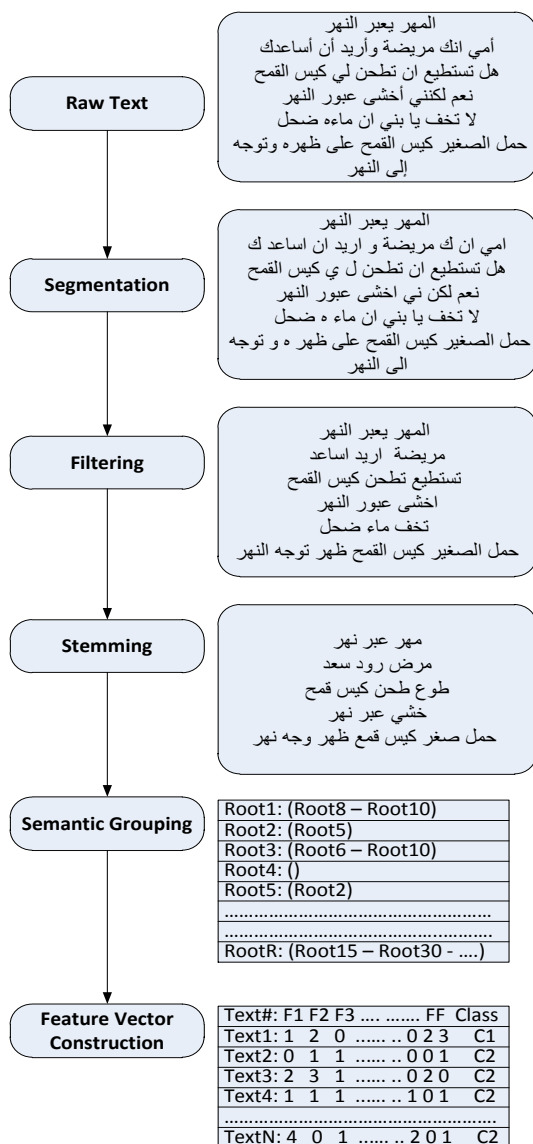 Raw Text
المهر يعبر النهر
أمي انك مريضة وأريد أن أساعدك
هل تستطيع ان تطحن لي كيس القمح
نعم لكنني أخشى عبور النهر
لا تخف يا بني ان ماءه ضحل
حمل الصغير كيس القمح على ظهره وتوجه
إلى النهر
Segmentation
المهر يعبر النهر
امي ان ك مريضة و اريد ان اساعد ك
هل تستطيع ان تطحن ل ي كيس القمح
نعم لكن ني اخشى عبور النهر
لا تخف يا بني ان ماء ه ضحل
حمل الصغير كيس القمح على ظهر ه و توجه
الى النهر
Filtering
المهر يعبر النهر
مريضة اريد اساعد
تستطيع تطحن كيس القمح
اخشى عبور النهر
تخف ماء ضحل
حمل الصغير كيس القمح ظهر توجه النهر
Stemming
مهر عبر نهر
مرض رود سعد
طوع طحن كيس قمح
خشي عبر نهر
حمل صغر كيس قمع ظهر وجه نهر
Semantic Grouping
Root1: (Root8 – Root10)
Root2: (Root5)
Root3: (Root6 – Root10)
Root4: ()
Root5: (Root2)
......................................................
......................................................
RootR: (Root15 – Root30 - ....)
Feature Vector
Construction
Text#: F1 F2 F3 .... ....... FF Class
Text1: 1 2 0 ...... .. 0 2 3 C1
Text2: 0 1 1 ...... .. 0 0 1 C2
Text3: 2 3 1 ...... .. 0 2 0 C2
Text4: 1 1 1 ...... .. 1 0 1 C2
.......................................................
TextN: 4 0 1 ...... .. 2 0 1 C2